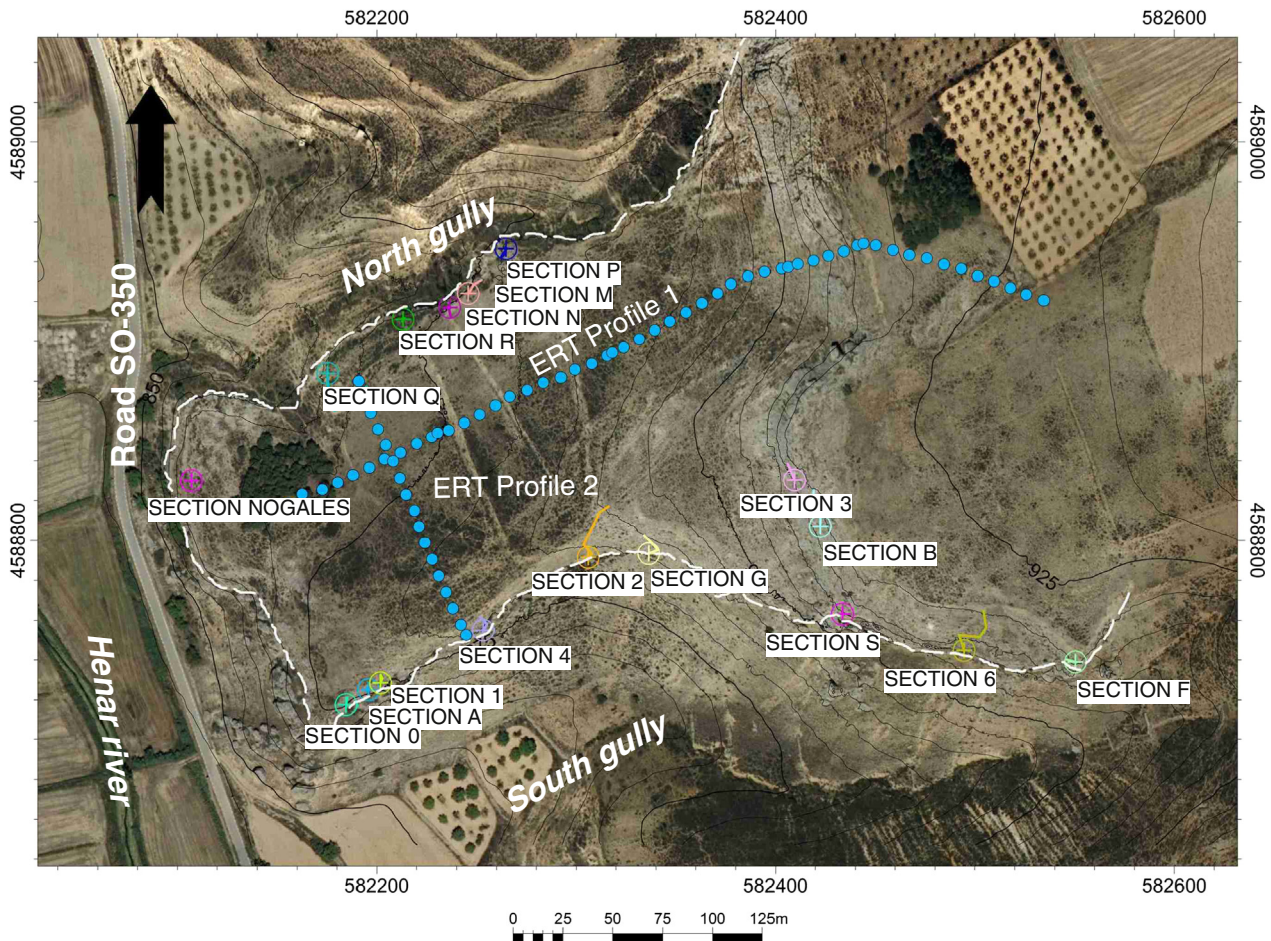 582200
582400
582600
4589000
4589000
North gully
SECTION P
SECTION M
SECTION N
SECTION R
ERT Profile 1
Road SO-350
850
SECTION Q
ERT Profile 2
SECTION NOGALES
SECTION 3
4588800
4588800
SECTION B
SECTION 2
SECTION G
925
SECTION S
SECTION 4
SECTION 6
SECTION F
SECTION 1
SECTION A
SECTION 0
Henar river
South gully
582200
582400
582600
0 25 50 75 100 125m